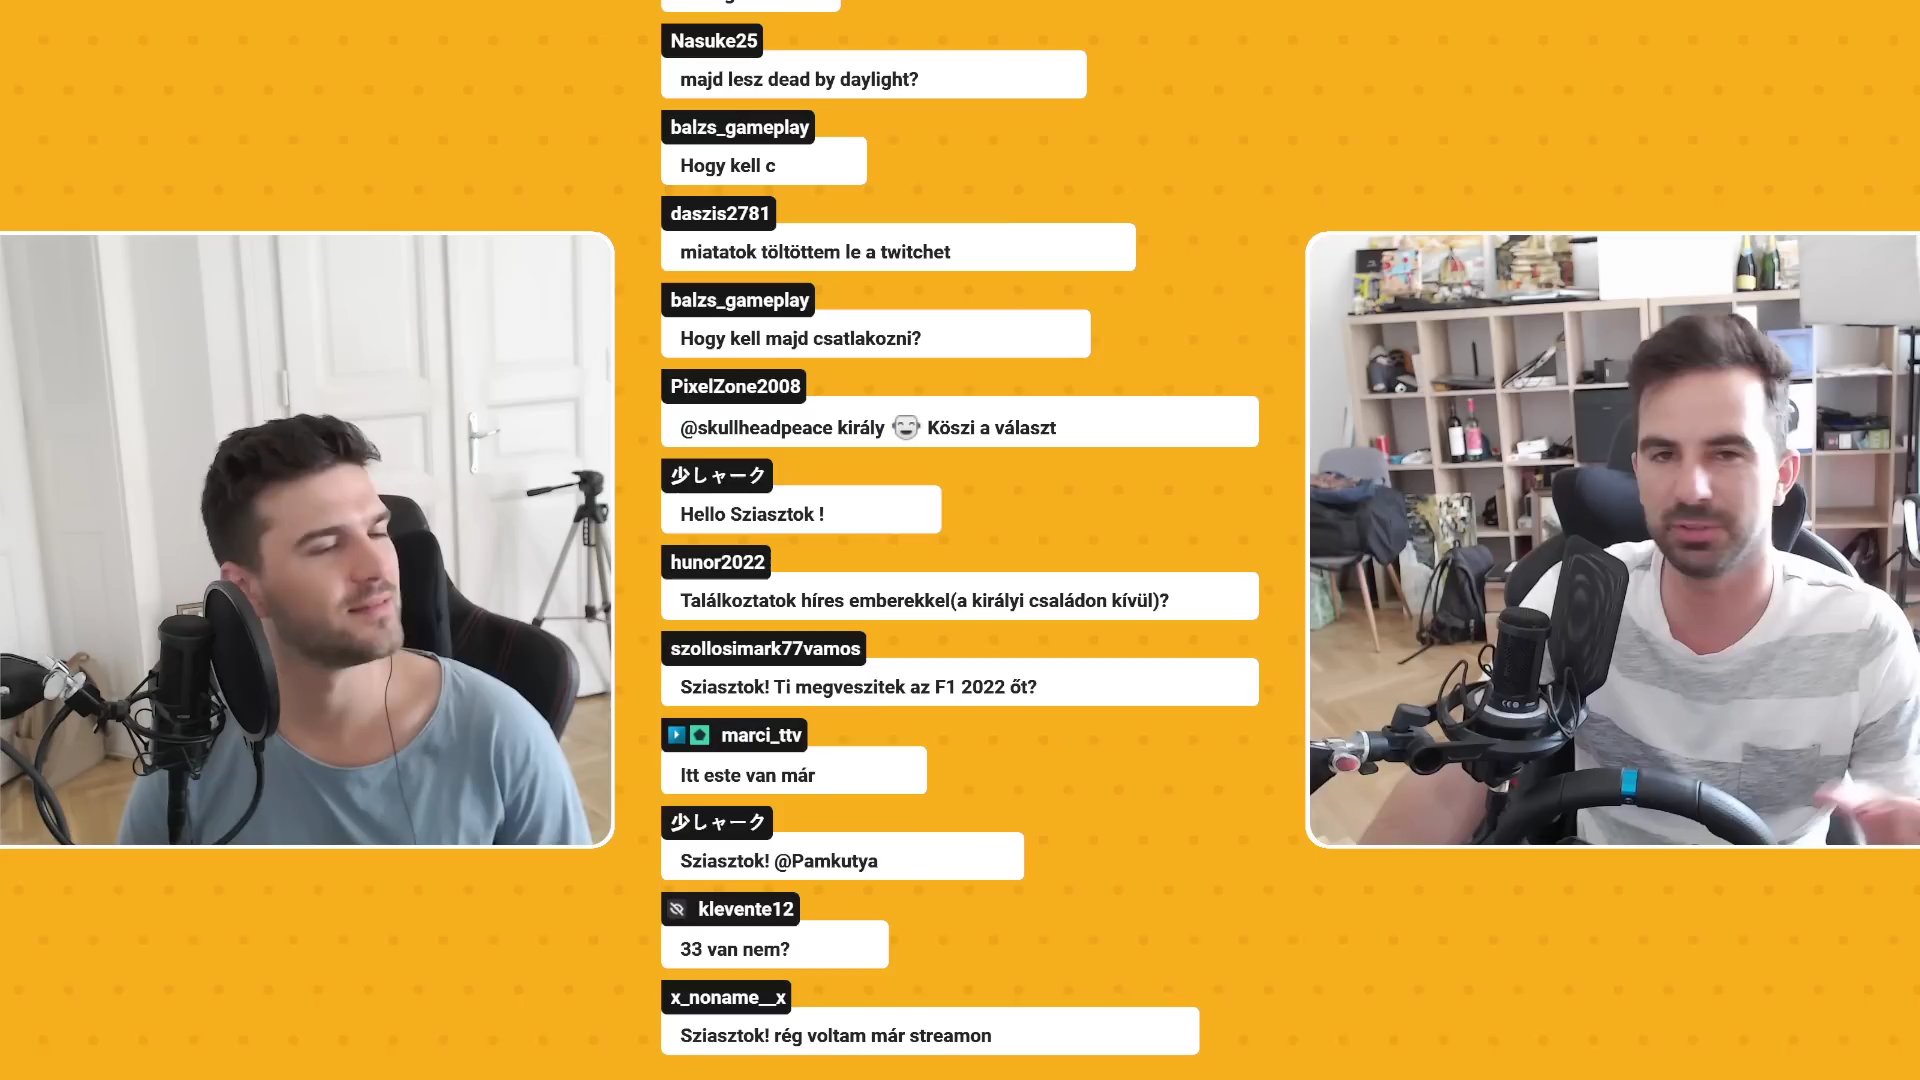 Nasuke25
majd lesz dead by daylight?
balzs_gameplay
Hogy kell c
daszis2781
miatatok töltöttem le a twitchet
balzs_gameplay
Hogy kell majd csatlakozni?
PixelZone2008
@skullheadpeace király Köszi a választ
少しャーク
Hello Sziasztok !
hunor2022
Találkoztatok híres emberekkel(a királyi családon kívül)?
szollosimark77vamos
Sziasztok! Ti megveszitek az F1 2022 őt?
marci_ttv
Itt este van már
少しャーク
Sziasztok! @Pamkutya
klevente12
33 van nem?
x_noname__x
Sziasztok! rég voltam már streamon